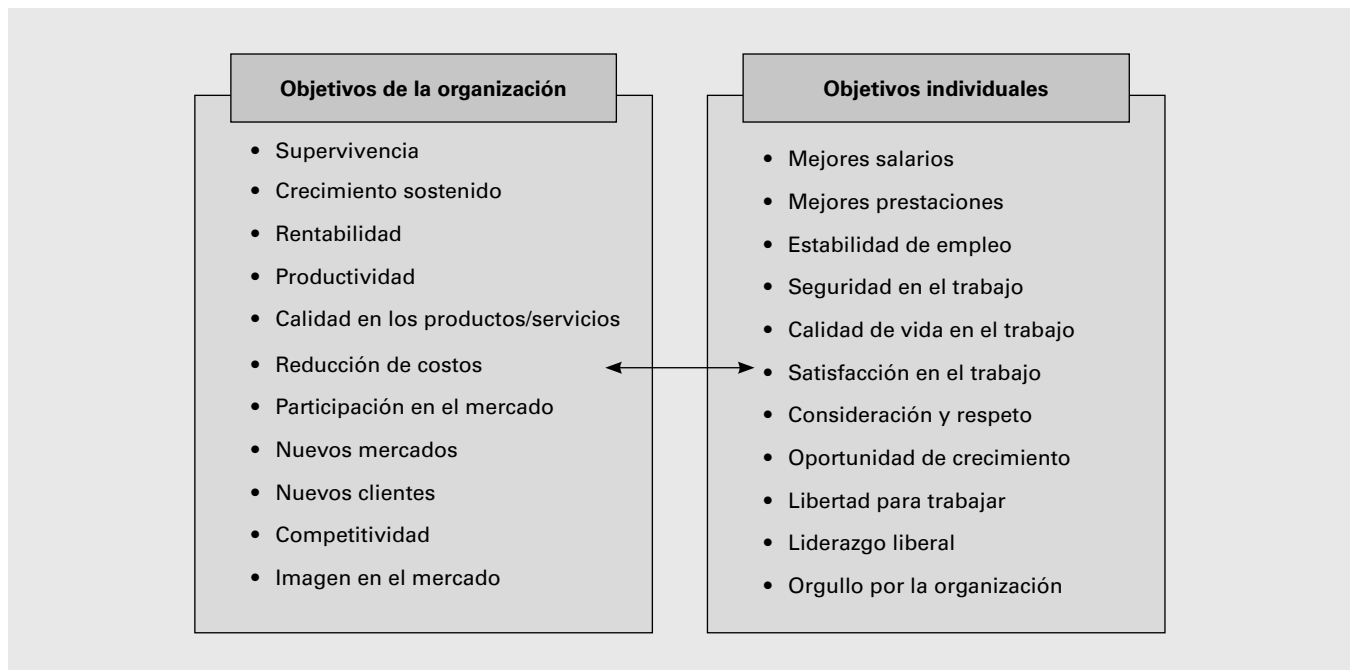 Objetivos de la organización
• Supervivencia
• Crecimiento sostenido
• Rentabilidad
• Productividad
• Calidad en los productos/servicios
• Reducción de costos
• Participación en el mercado
• Nuevos mercados
• Nuevos clientes
• Competitividad
• Imagen en el mercado
Objetivos individuales
• Mejores salarios
• Mejores prestaciones
• Estabilidad de empleo
• Seguridad en el trabajo
• Calidad de vida en el trabajo
• Satisfacción en el trabajo
• Consideración y respeto
• Oportunidad de crecimiento
• Libertad para trabajar
• Liderazgo liberal
• Orgullo por la organización